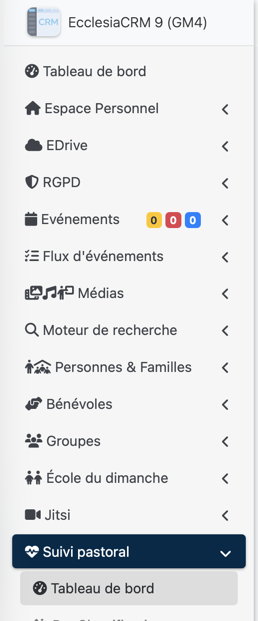 CRM EcclesiaCRM 9 (GM4)
Tableau de bord
Espace Personnel
EDrive
RGPD
Evénements 0 0 0
Flux d'événements
Médias
Moteur de recherche
Personnes & Familles
Bénévoles
Groupes
École du dimanche
Jitsi
Suivi pastoral
Tableau de bord